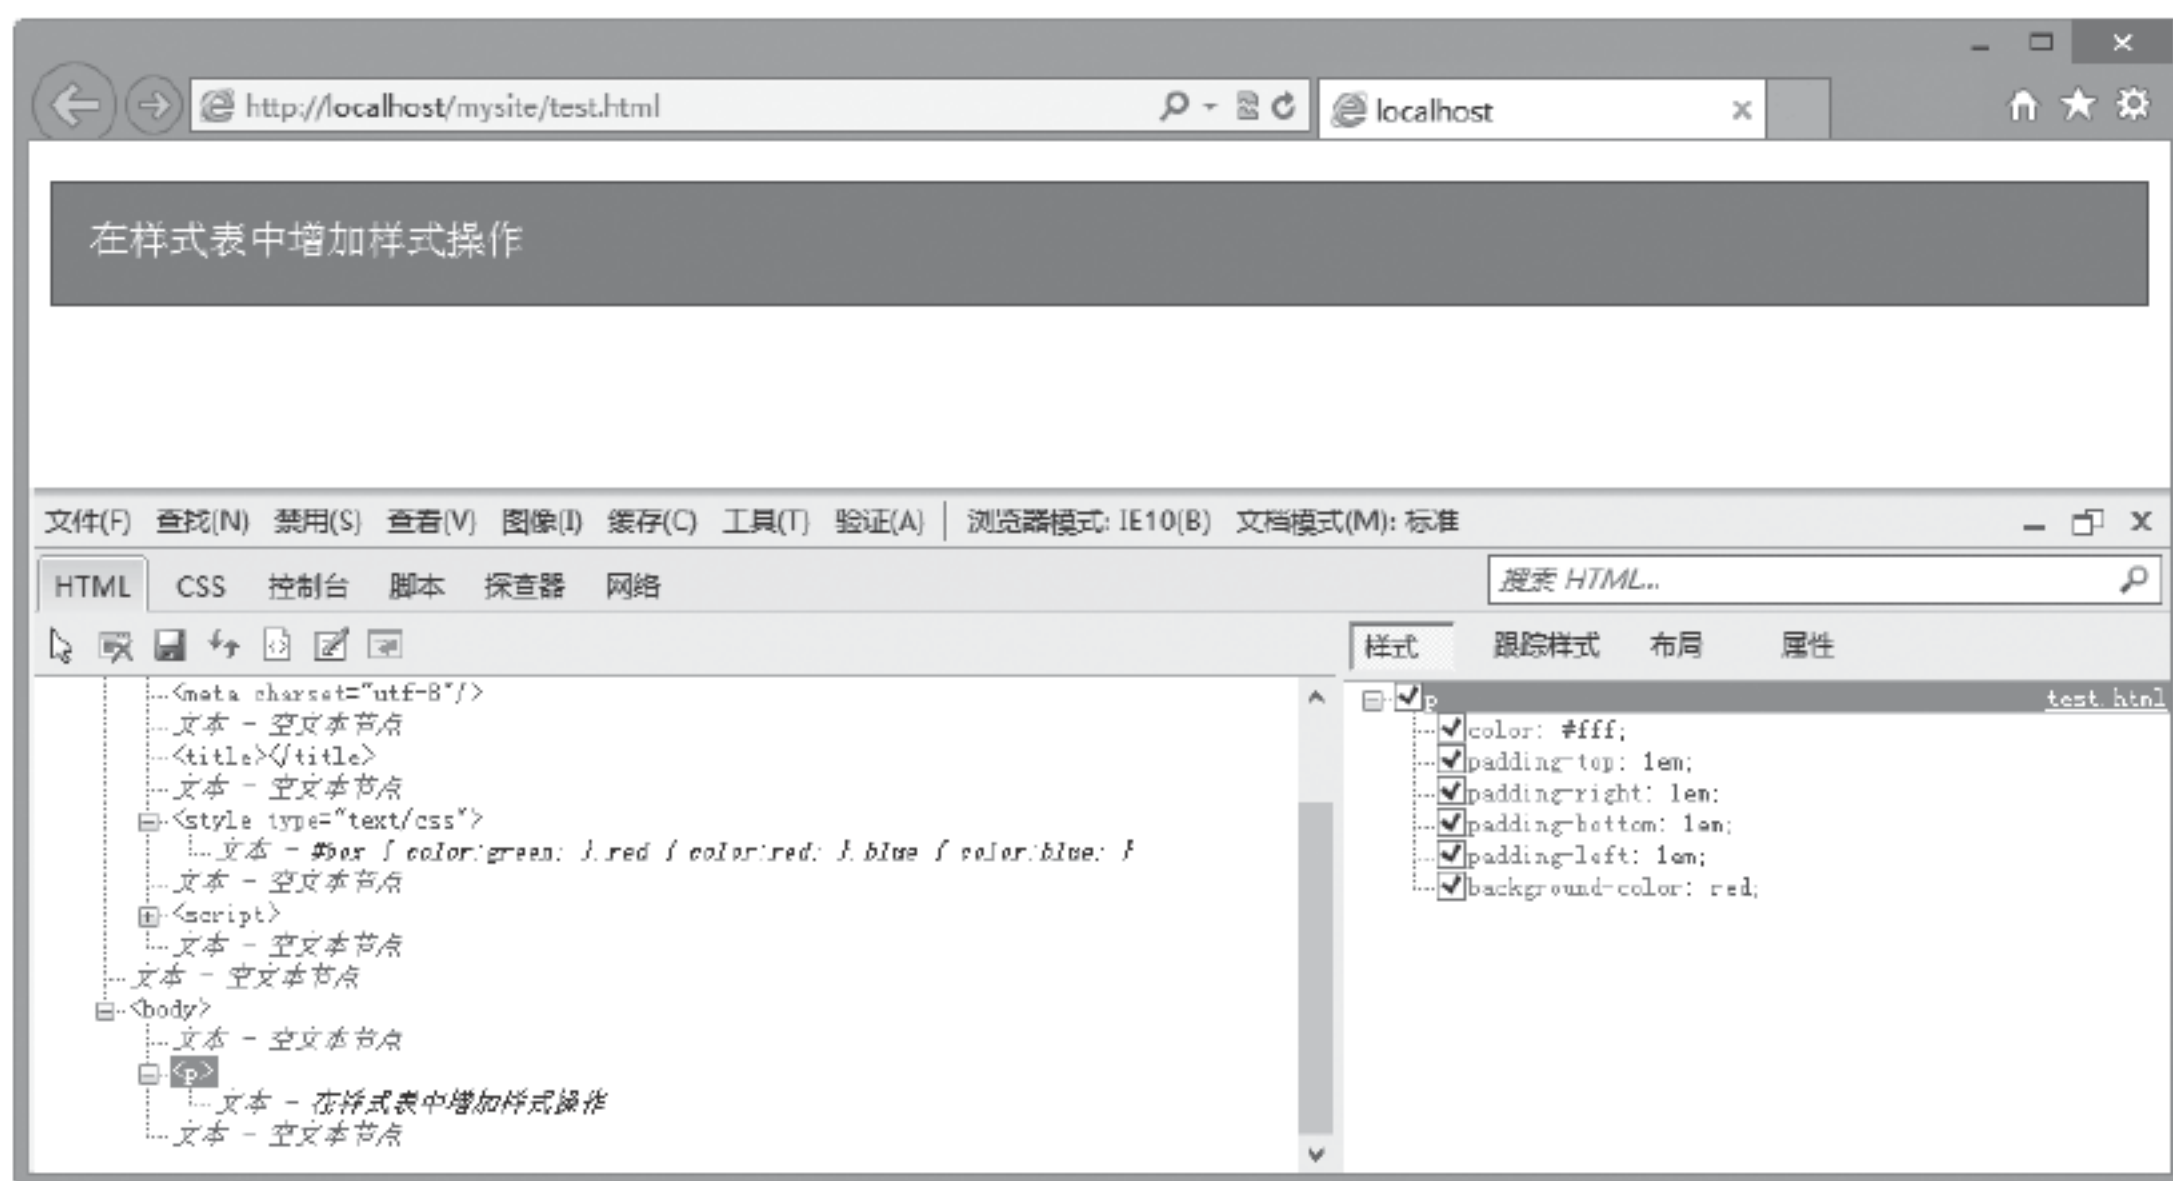 http://localhost/mysite/test.html
localhost
在样式表中增加样式操作
文件(F) 查找(N) 禁用(S) 查看(V) 图像(I) 缓存(C) 工具(T) 验证(A) 浏览器模式: IE10(B) 文档模式(M): 标准
HTML CSS 控制台 脚本 探查器 网络 搜索 HTML...
样式 跟踪样式 布局 属性
<meta charset="utf-8"/>
文本 - 空文本节点
<title></title>
文本 - 空文本节点
<style type="text/css">
文本 - #box { color:green; }.red { color:red; }.blue { color:blue; }
文本 - 空文本节点
<script>
文本 - 空文本节点
文本 - 空文本节点
<body>
文本 - 空文本节点
<p>
文本 - 在样式表中增加样式操作
文本 - 空文本节点
p test.html
color: #fff;
padding-top: 1em;
padding-right: 1em;
padding-bottom: 1em;
padding-left: 1em;
background-color: red;